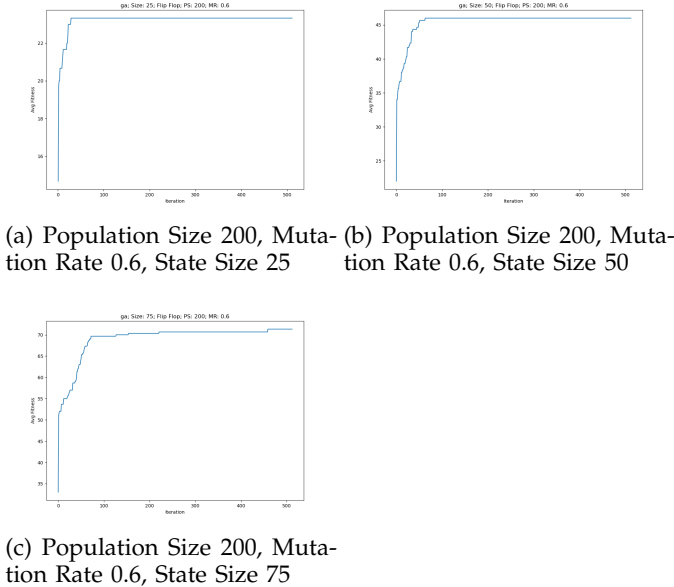 ga; Size: 25; Flip Flop; PS: 200; MR: 0.6
Avg Fitness
22
20
18
16
0 100 200 300 400 500
Iteration
(a) Population Size 200, Muta-
tion Rate 0.6, State Size 25
ga; Size: 50; Flip Flop; PS: 200; MR: 0.6
Avg Fitness
45
40
35
30
25
0 100 200 300 400 500
Iteration
(b) Population Size 200, Muta-
tion Rate 0.6, State Size 50
ga; Size: 75; Flip Flop; PS: 200; MR: 0.6
Avg Fitness
70
65
60
55
50
45
40
35
0 100 200 300 400 500
Iteration
(c) Population Size 200, Muta-
tion Rate 0.6, State Size 75